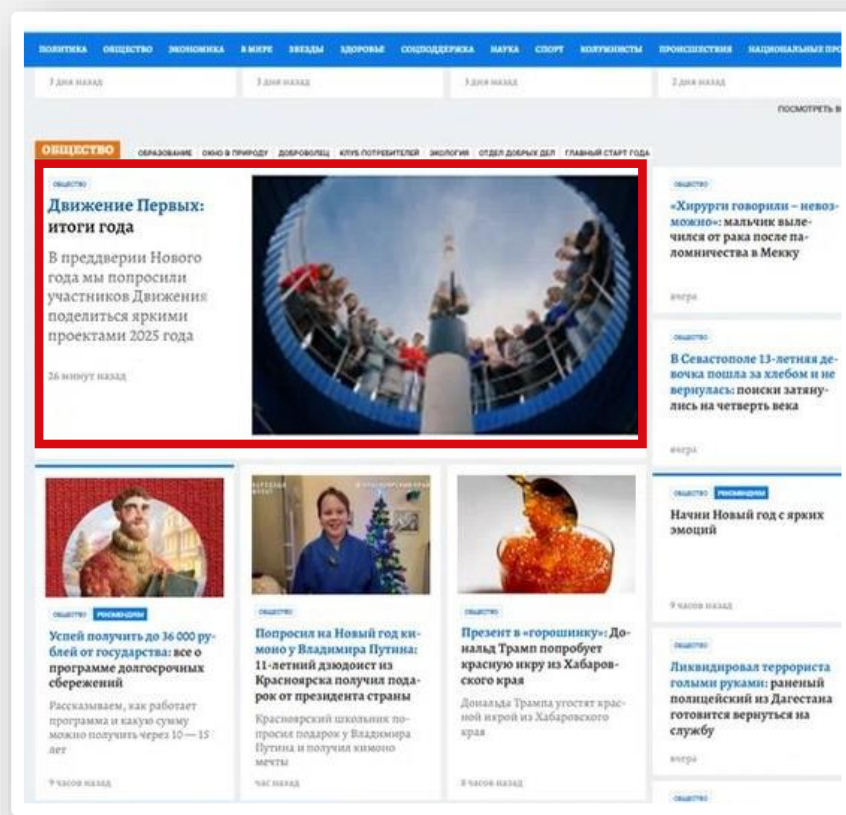 ПОЛИТИКА ОБЩЕСТВО ЭКОНОМИКА В МИРЕ ЗВЕЗДЫ ЗДОРОВЬЕ СОЦПОДДЕРЖКА НАУКА СПОРТ КОЛУМНИСТЫ ПРОИСШЕСТВИЯ НАЦИОНАЛЬНЫЕ ПРО
3 дня назад
3 дня назад
3 дня назад
2 дня назад
ПОСМОТРЕТЬ В
ОБЩЕСТВО ОБРАЗОВАНИЕ ОКНО В ПРИРОДУ ДОБРОВОЛЕЦ КЛУБ ПОТРЕБИТЕЛЕЙ ЭКОЛОГИЯ ОТДЕЛ ДОБРЫХ ДЕЛ ГЛАВНЫЙ СТАРТ ГОДА
ОБЩЕСТВО
Движение Первых:
итоги года
В преддверии Нового
года мы попросили
участников Движения
поделиться яркими
проектами 2025 года
26 минут назад
ОБЩЕСТВО
«Хирурги говорили – невоз-
можно»: мальчик выле-
чился от рака после па-
ломничества в Мекку
вчера
ОБЩЕСТВО
В Севастополе 13-летняя де-
вочка пошла за хлебом и не
вернулась: поиски затяну-
лись на четверть века
вчера
ОБЩЕСТВО РЕКОМЕНДУЕМ
Начни Новый год с ярких
эмоций
9 часов назад
ОБЩЕСТВО
Ликвидировал террориста
голыми руками: раненый
полицейский из Дагестана
готовится вернуться на
службу
вчера
ОБЩЕСТВО
ОБЩЕСТВО РЕКОМЕНДУЕМ
Успей получить до 36 000 ру-
блей от государства: все о
программе долгосрочных
сбережений
Рассказываем, как работает
программа и какую сумму
можно получить через 10 — 15
лет
9 часов назад
КРАСНОЯРСКИЙ КРАЙ
ОБЩЕСТВО
Попросил на Новый год ки-
моно у Владимира Путина:
11-летний дзюдоист из
Красноярска получил пода-
рок от президента страны
Красноярский школьник по-
просил подарок у Владимира
Путина и получил кимоно
мечты
час назад
ОБЩЕСТВО
Презент в «горошинку»: До-
нальд Трамп попробует
красную икру из Хабаров-
ского края
Дональда Трампа угостят крас-
ной икрой из Хабаровского
края
8 часов назад